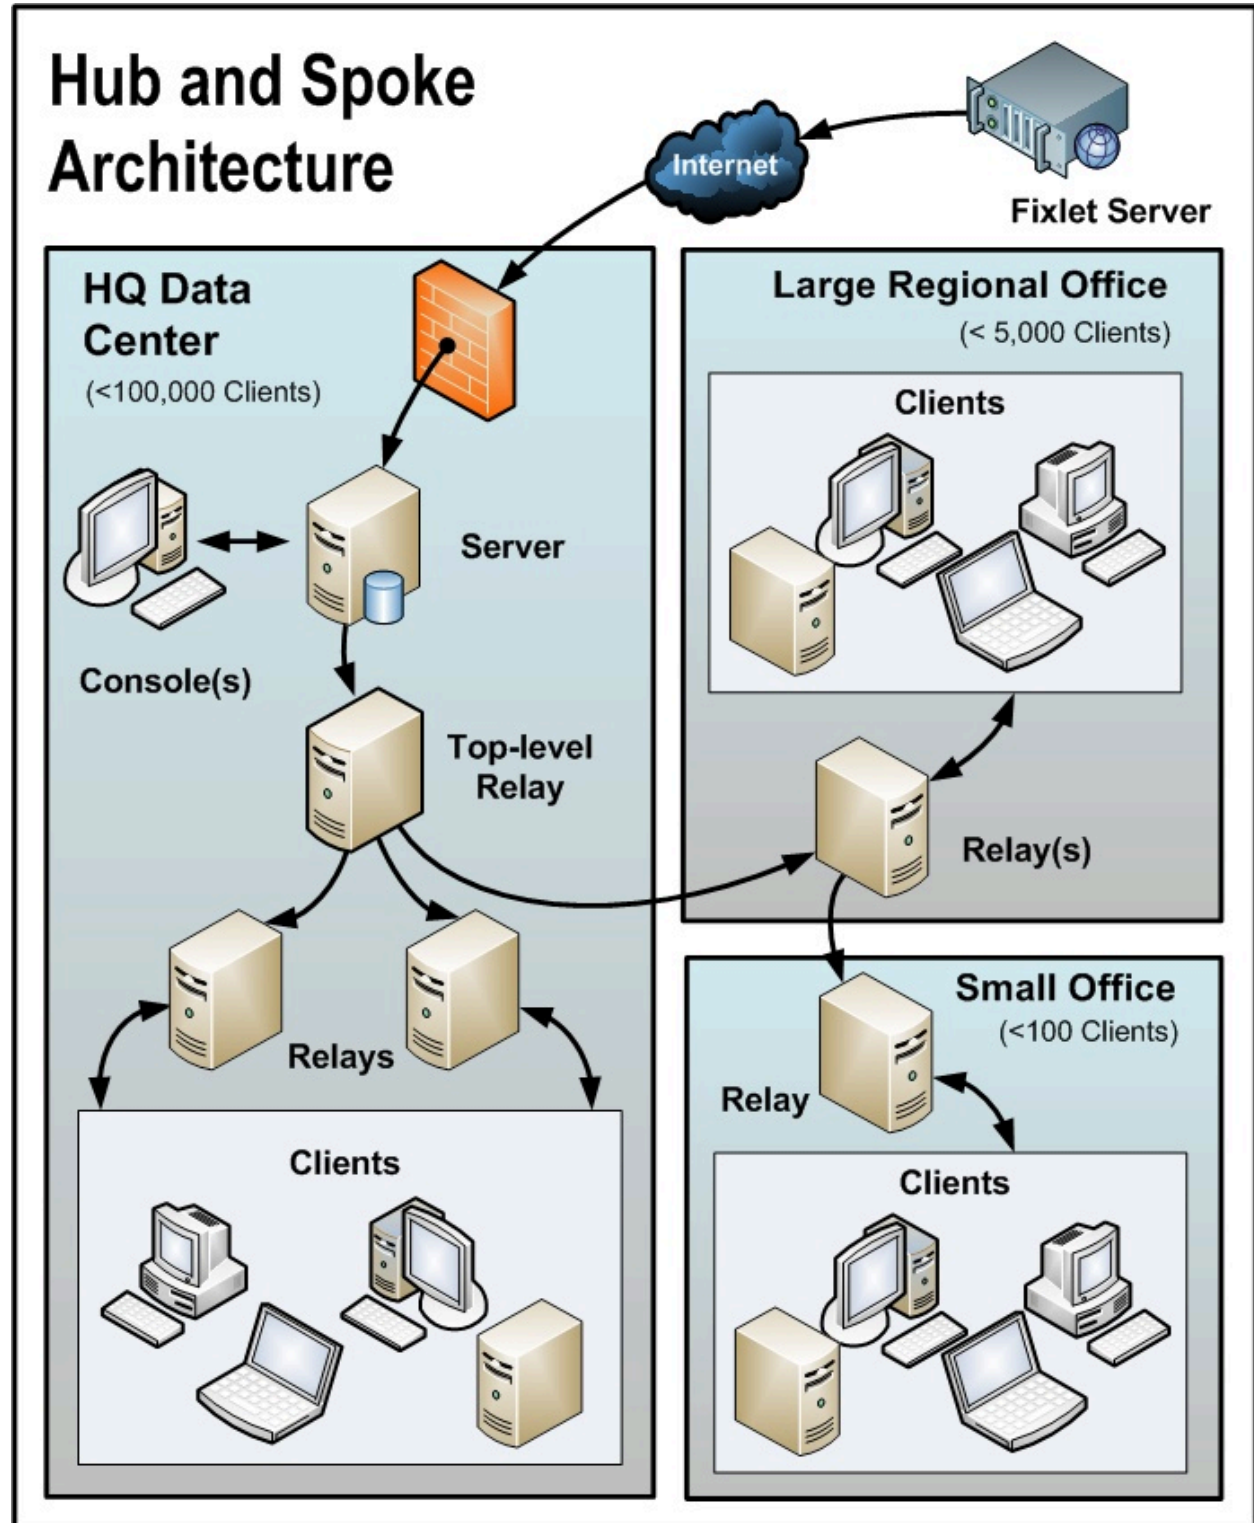 Hub and Spoke
Architecture
Internet
Fixlet Server
HQ Data
Center
(<100,000 Clients)
Server
Console(s)
Top-level
Relay
Relays
Clients
Large Regional Office
(< 5,000 Clients)
Clients
Relay(s)
Small Office
(<100 Clients)
Relay
Clients